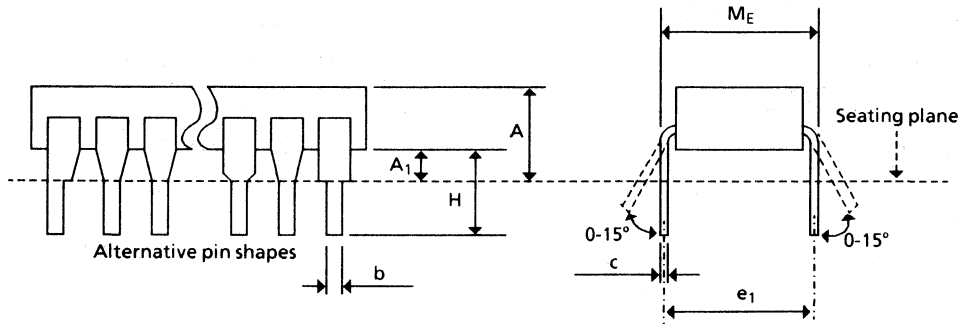 M_E
A
A₁
H
Seating plane
0-15°
0-15°
Alternative pin shapes
b
c
e₁